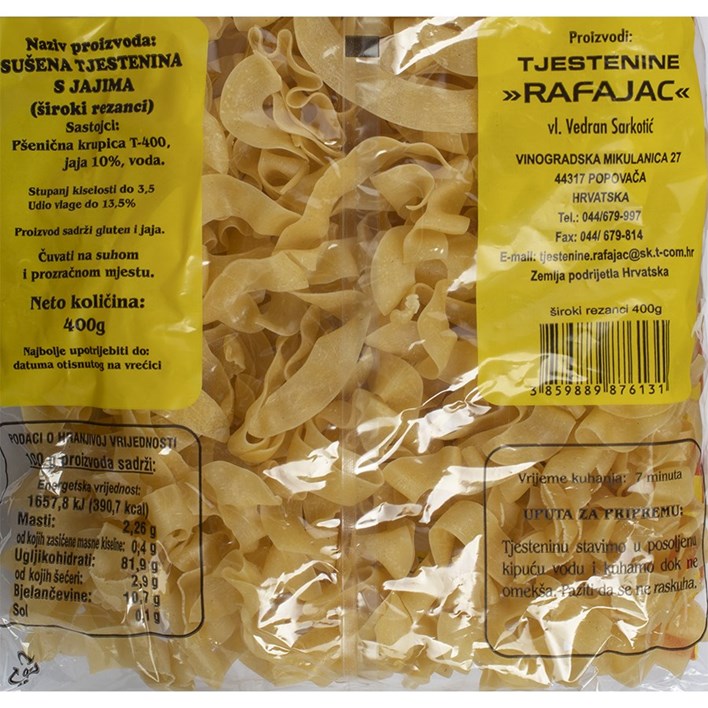 Naziv proizvoda:
SUŠENA TJESTENINA
S JAJIMA
(široki rezanci)
Sastojci:
Pšenična krupica T-400,
jaja 10%, voda.
Stupanj kiselosti do 3,5
Udio vlage do 13,5%
Proizvod sadrži gluten i jaja.
Čuvati na suhom
i prozračnom mjestu.
Neto količina:
400g
Najbolje upotrijebiti do:
datuma otisnutog na vrećici
PODACI O HRANJIVOJ VRIJEDNOSTI
100 g proizvoda sadrži:
Energetska vrijednost:
1657,8 kJ (390,7 kcal)
Masti: 2,26 g
od kojih zasićene masne kiseline: 0,4 g
Ugljikohidrati: 81,9 g
od kojih šećeri: 2,9 g
Bjelančevine: 10,7 g
Sol 0,1 g
Proizvodi:
TJESTENINE
»RAFAJAC«
vl. Vedran Sarkotić
VINOGRADSKA MIKULANICA 27
44317 POPOVAČA
HRVATSKA
Tel.: 044/679-997
Fax: 044/ 679-814
E-mail: tjestenine.rafajac@sk.t-com.hr
Zemlja podrijetla Hrvatska
široki rezanci 400g
3 859889 876131
Vrijeme kuhanja: 7 minuta
UPUTA ZA PRIPREMU:
Tjesteninu stavimo u posoljenu
kipuću vodu i kuhamo dok ne
omekša. Paziti da se ne raskuha.